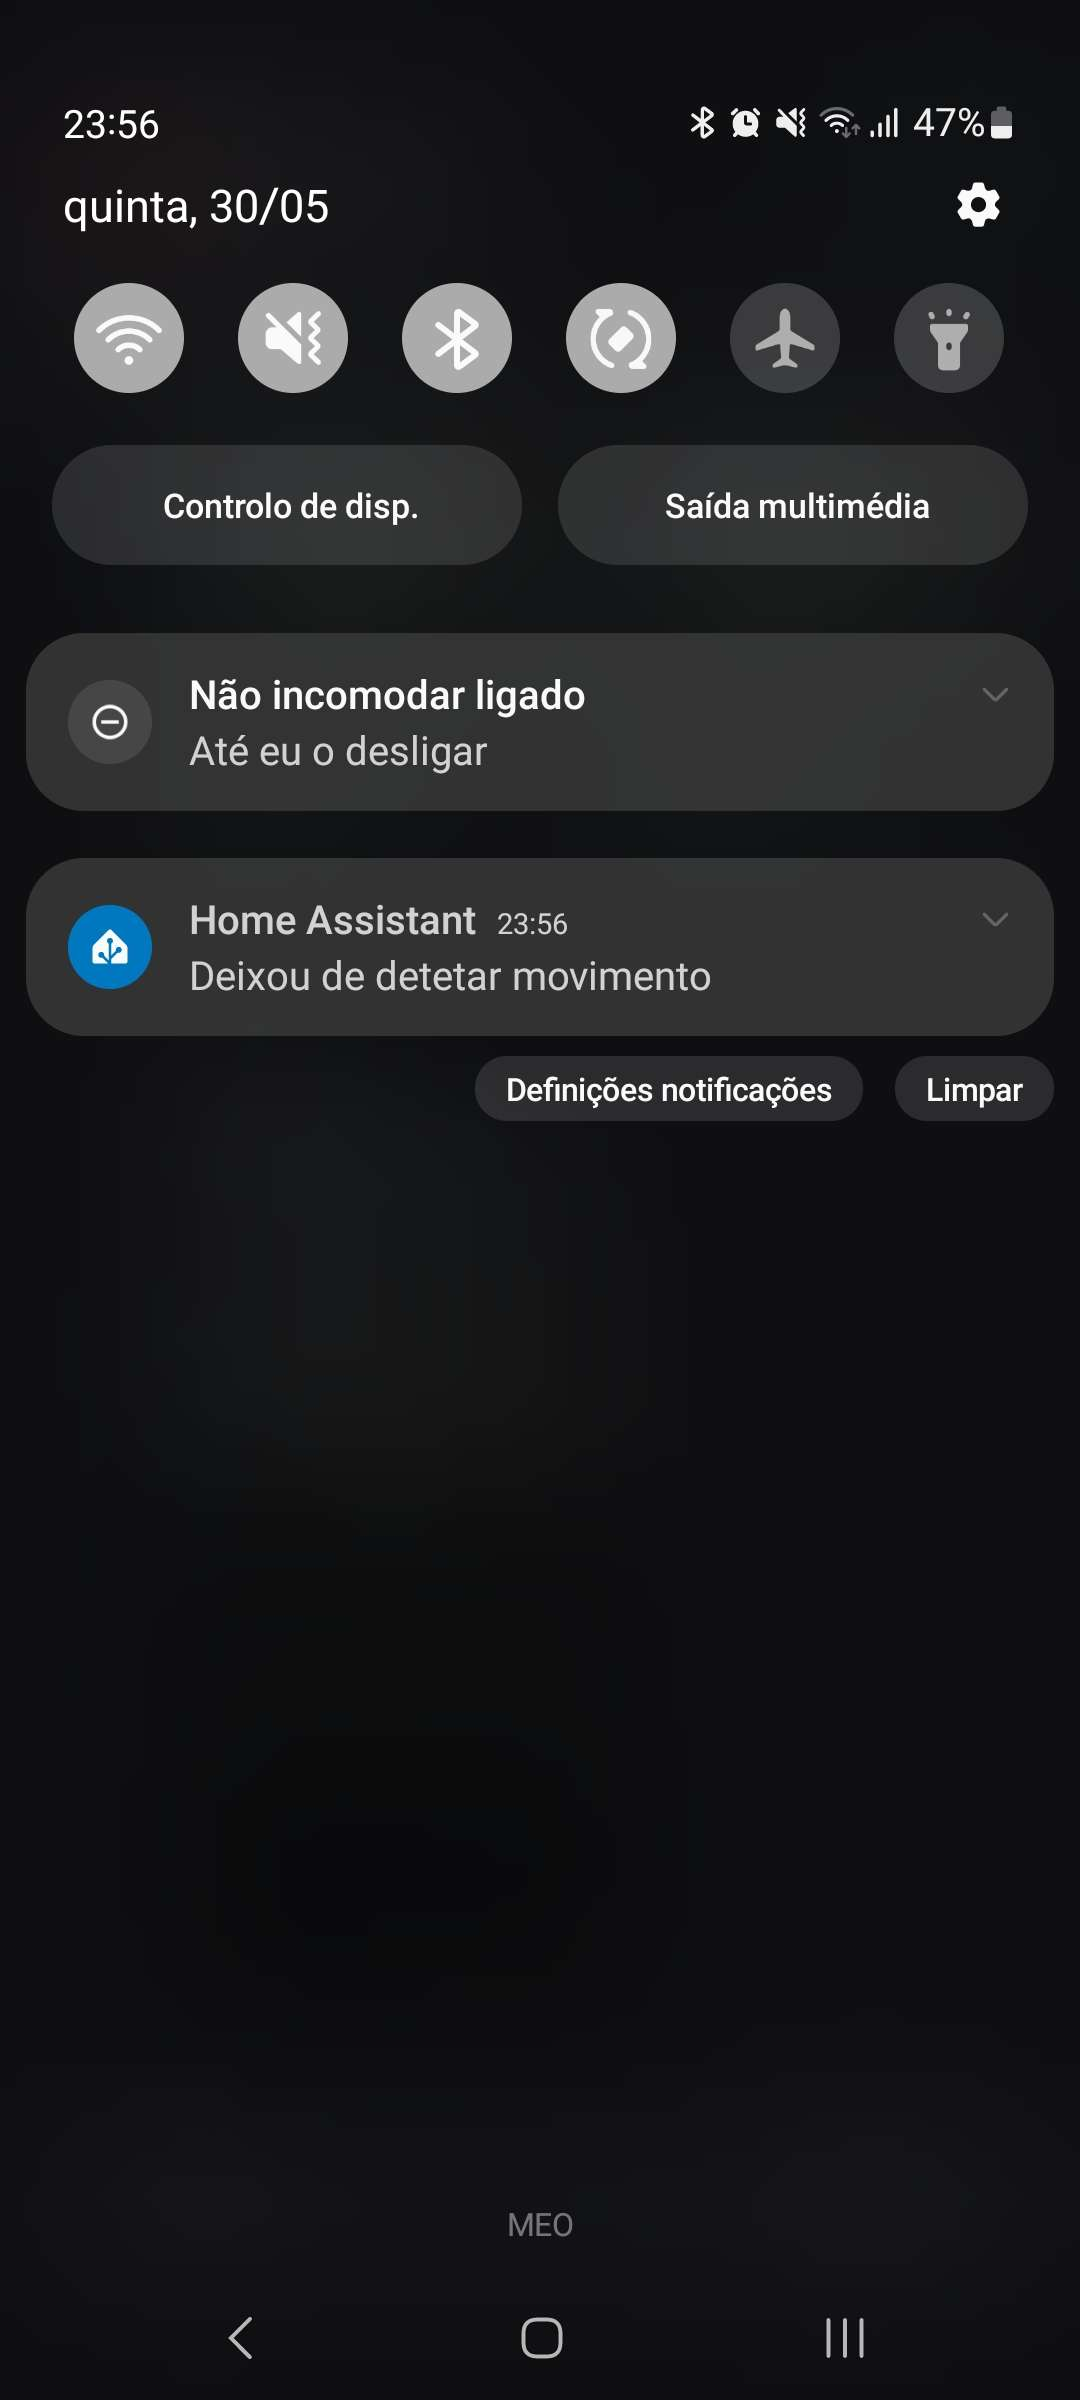 23:56
47%
quinta, 30/05
Controlo de disp.
Saída multimédia
Não incomodar ligado
Até eu o desligar
Home Assistant 23:56
Deixou de detetar movimento
Definições notificações
Limpar
MEO